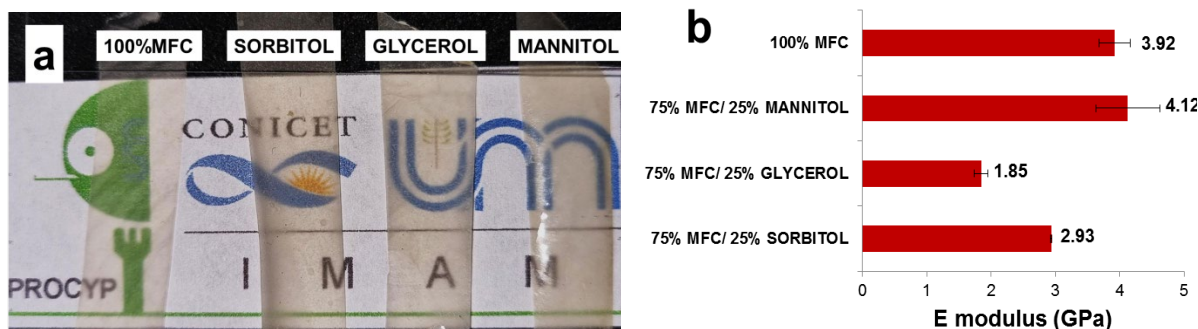 a
100%MFC
SORBITOL
GLYCEROL
MANNITOL
CONICET
unm
I M A M
PROCYP
b
100% MFC
3.92
75% MFC/ 25% MANNITOL
4.12
75% MFC/ 25% GLYCEROL
1.85
75% MFC/ 25% SORBITOL
2.93
0 1 2 3 4 5
E modulus (GPa)